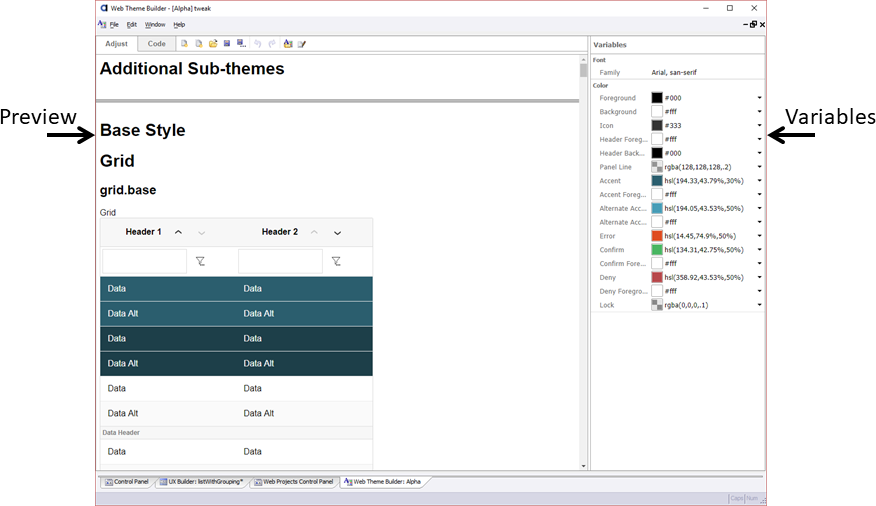 Web Theme Builder - [Alpha] tweak
File Edit Window Help
Adjust Code
Variables
Additional Sub-themes
Font
Family Arial, san-serif
Color
Foreground #000
Background #fff
Icon #333
Header Foreg... #fff
Header Back... #000
Panel Line rgba(128,128,128,.2)
Accent hsl(194.33,43.79%,30%)
Accent Foreg... #fff
Alternate Acc... hsl(194.05,43.53%,50%)
Alternate Acc... #fff
Error hsl(14.45,74.9%,50%)
Confirm hsl(134.31,42.75%,50%)
Confirm Fore... #fff
Deny hsl(358.92,43.53%,50%)
Deny Foregro... #fff
Lock rgba(0,0,0,.1)
Preview
Variables
Base Style
Grid
grid.base
Grid
Header 1 Header 2
Data Data
Data Alt Data Alt
Data Data
Data Alt Data Alt
Data Data
Data Alt Data Alt
Data Header
Data Data
Control Panel UX Builder: listWithGrouping* Web Projects Control Panel Web Theme Builder: Alpha
Caps Num